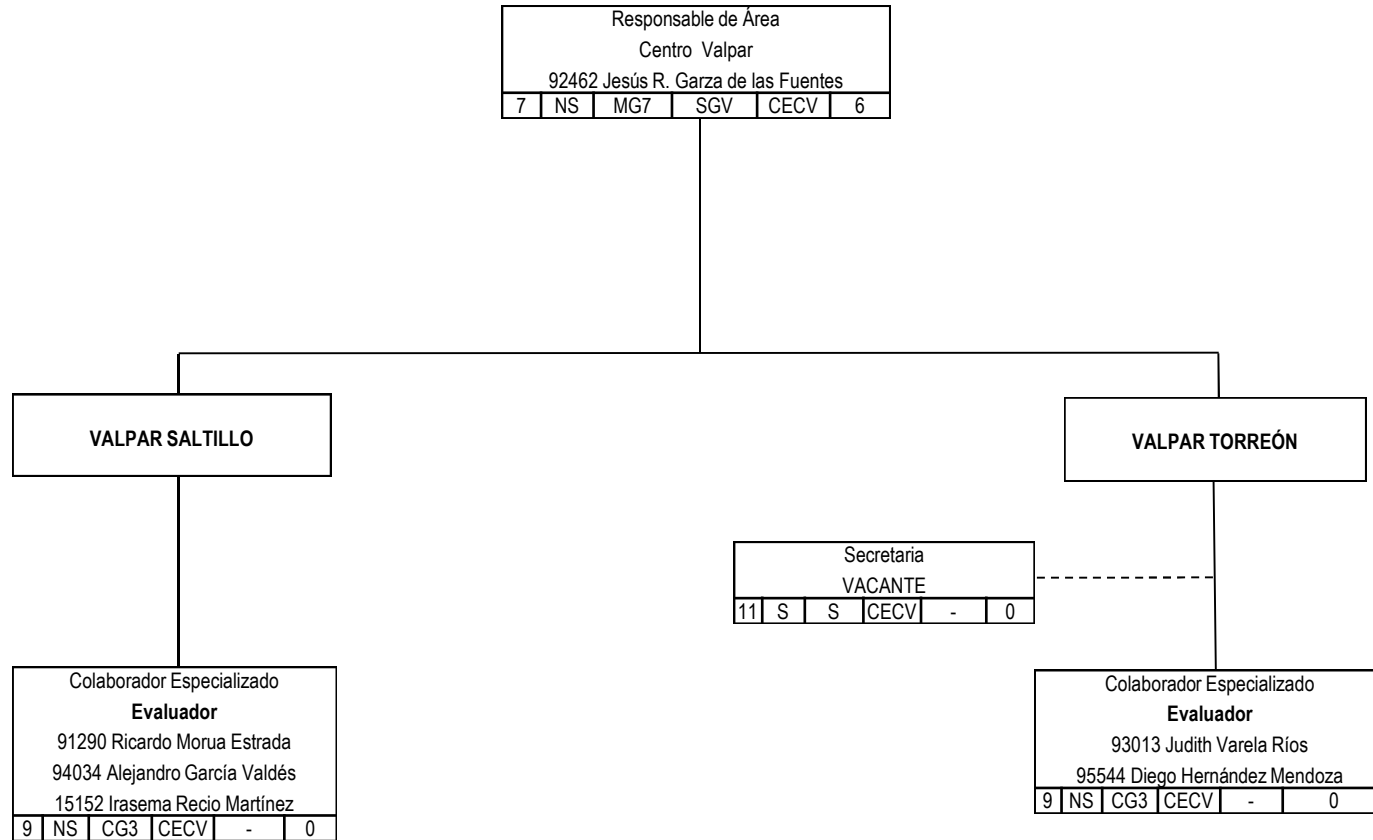 Responsable de Área
Centro Valpar
92462 Jesús R. Garza de las Fuentes
7 NS MG7 SGV CECV 6
VALPAR SALTILLO
VALPAR TORREÓN
Secretaria
VACANTE
11 S S CECV - 0
Colaborador Especializado
Evaluador
91290 Ricardo Morua Estrada
94034 Alejandro García Valdés
15152 Irasema Recio Martínez
9 NS CG3 CECV - 0
Colaborador Especializado
Evaluador
93013 Judith Varela Ríos
95544 Diego Hernández Mendoza
9 NS CG3 CECV - 0